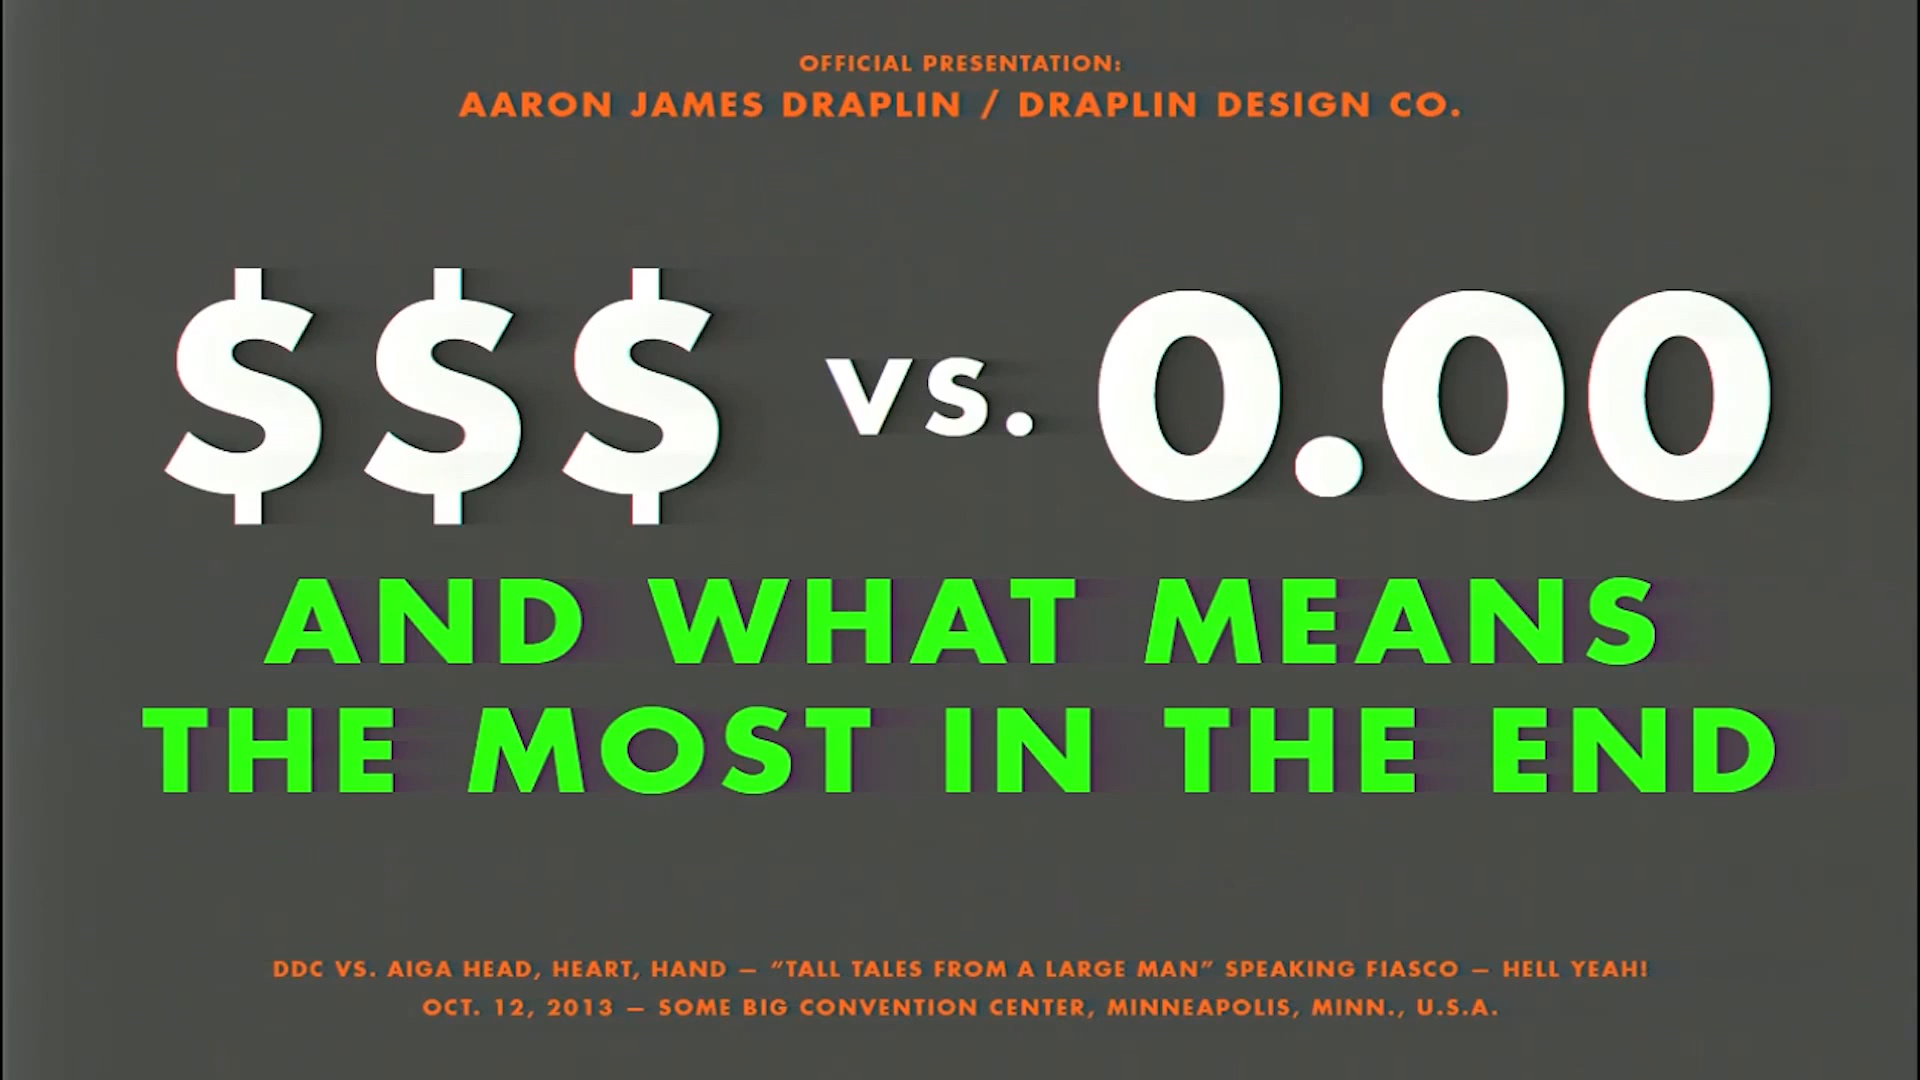 OFFICIAL PRESENTATION:
AARON JAMES DRAPLIN / DRAPLIN DESIGN CO.
$$$ VS. 0.00
AND WHAT MEANS
THE MOST IN THE END
DDC VS. AIGA HEAD, HEART, HAND — “TALL TALES FROM A LARGE MAN” SPEAKING FIASCO — HELL YEAH!
OCT. 12, 2013 — SOME BIG CONVENTION CENTER, MINNEAPOLIS, MINN., U.S.A.